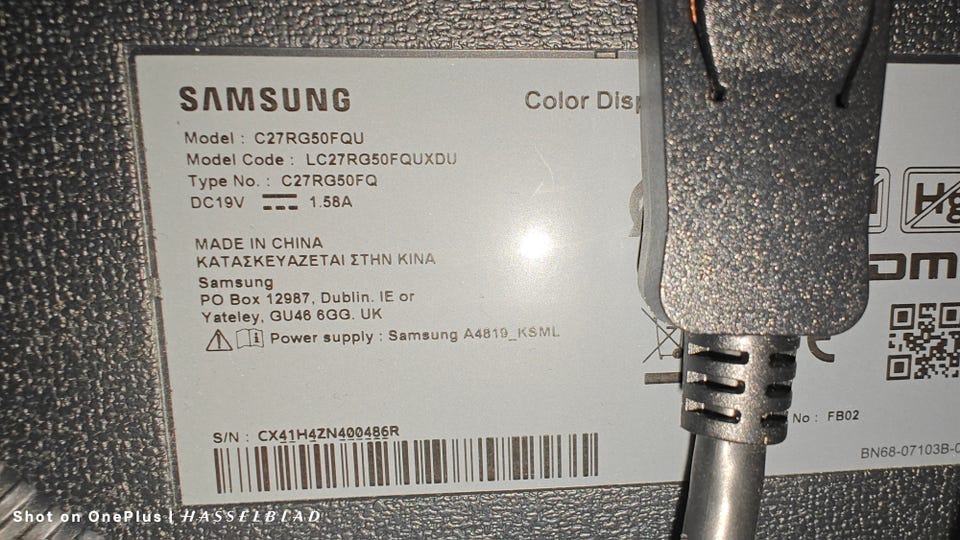 SAMSUNG
Color Disp
Model : C27RG50FQU
Model Code : LC27RG50FQUXDU
Type No. : C27RG50FQ
DC19V 1.58A
MADE IN CHINA
ΚΑΤΑΣΚΕΥΑΖΕΤΑΙ ΣΤΗΝ ΚΙΝΑ
Samsung
PO Box 12987, Dublin. IE or
Yateley, GU46 6GG. UK
Power supply : Samsung A4819_KSML
S/N : CX41H4ZN400486R
Hg
DM
No : FB02
BN68-07103B-0
Shot on OnePlus | HASSELBLAD